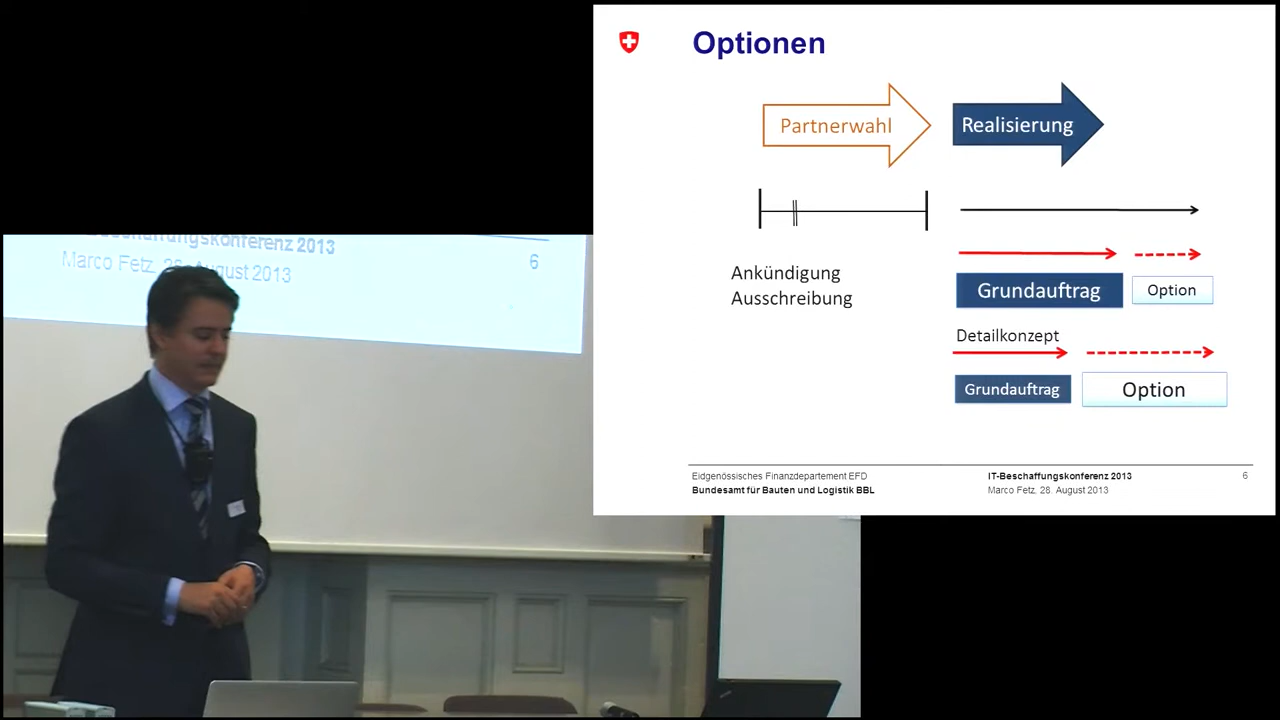 Optionen
Partnerwahl
Realisierung
Ankündigung
Ausschreibung
Grundauftrag
Option
Detailkonzept
Grundauftrag
Option
Eidgenössisches Finanzdepartement EFD
Bundesamt für Bauten und Logistik BBL
IT-Beschaffungskonferenz 2013
Marco Fetz, 28. August 2013
6
Beschaffungskonferenz 2013
Marco Fetz, 28. August 2013
6